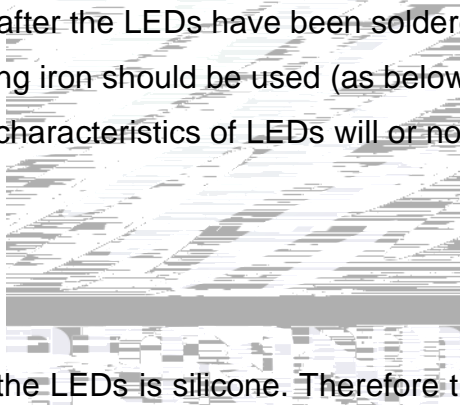 after the LEDs have been solder
ng iron should be used (as below
characteristics of LEDs will or no
the LEDs is silicone. Therefore t